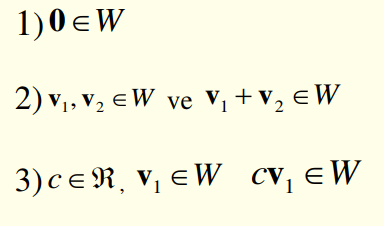 1) 𝟎 ∈ W
2) 𝐯₁, 𝐯₂ ∈ W ve 𝐯₁ + 𝐯₂ ∈ W
3) c ∈ ℜ, 𝐯₁ ∈ W c𝐯₁ ∈ W